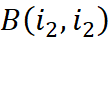 B(i₂, i₂)